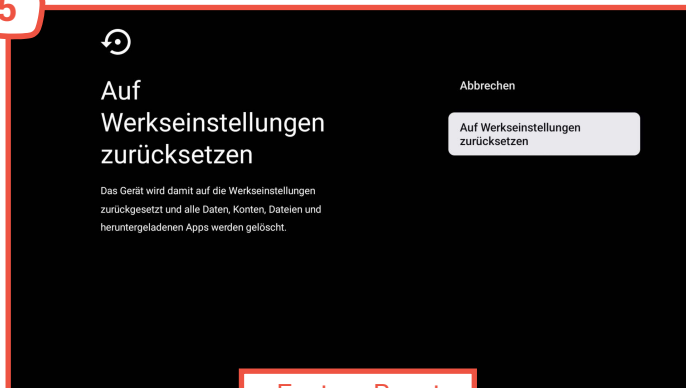 5
Auf
Werkseinstellungen
zurücksetzen
Das Gerät wird damit auf die Werkseinstellungen
zurückgesetzt und alle Daten, Konten, Dateien und
heruntergeladenen Apps werden gelöscht.
Abbrechen
Auf Werkseinstellungen
zurücksetzen